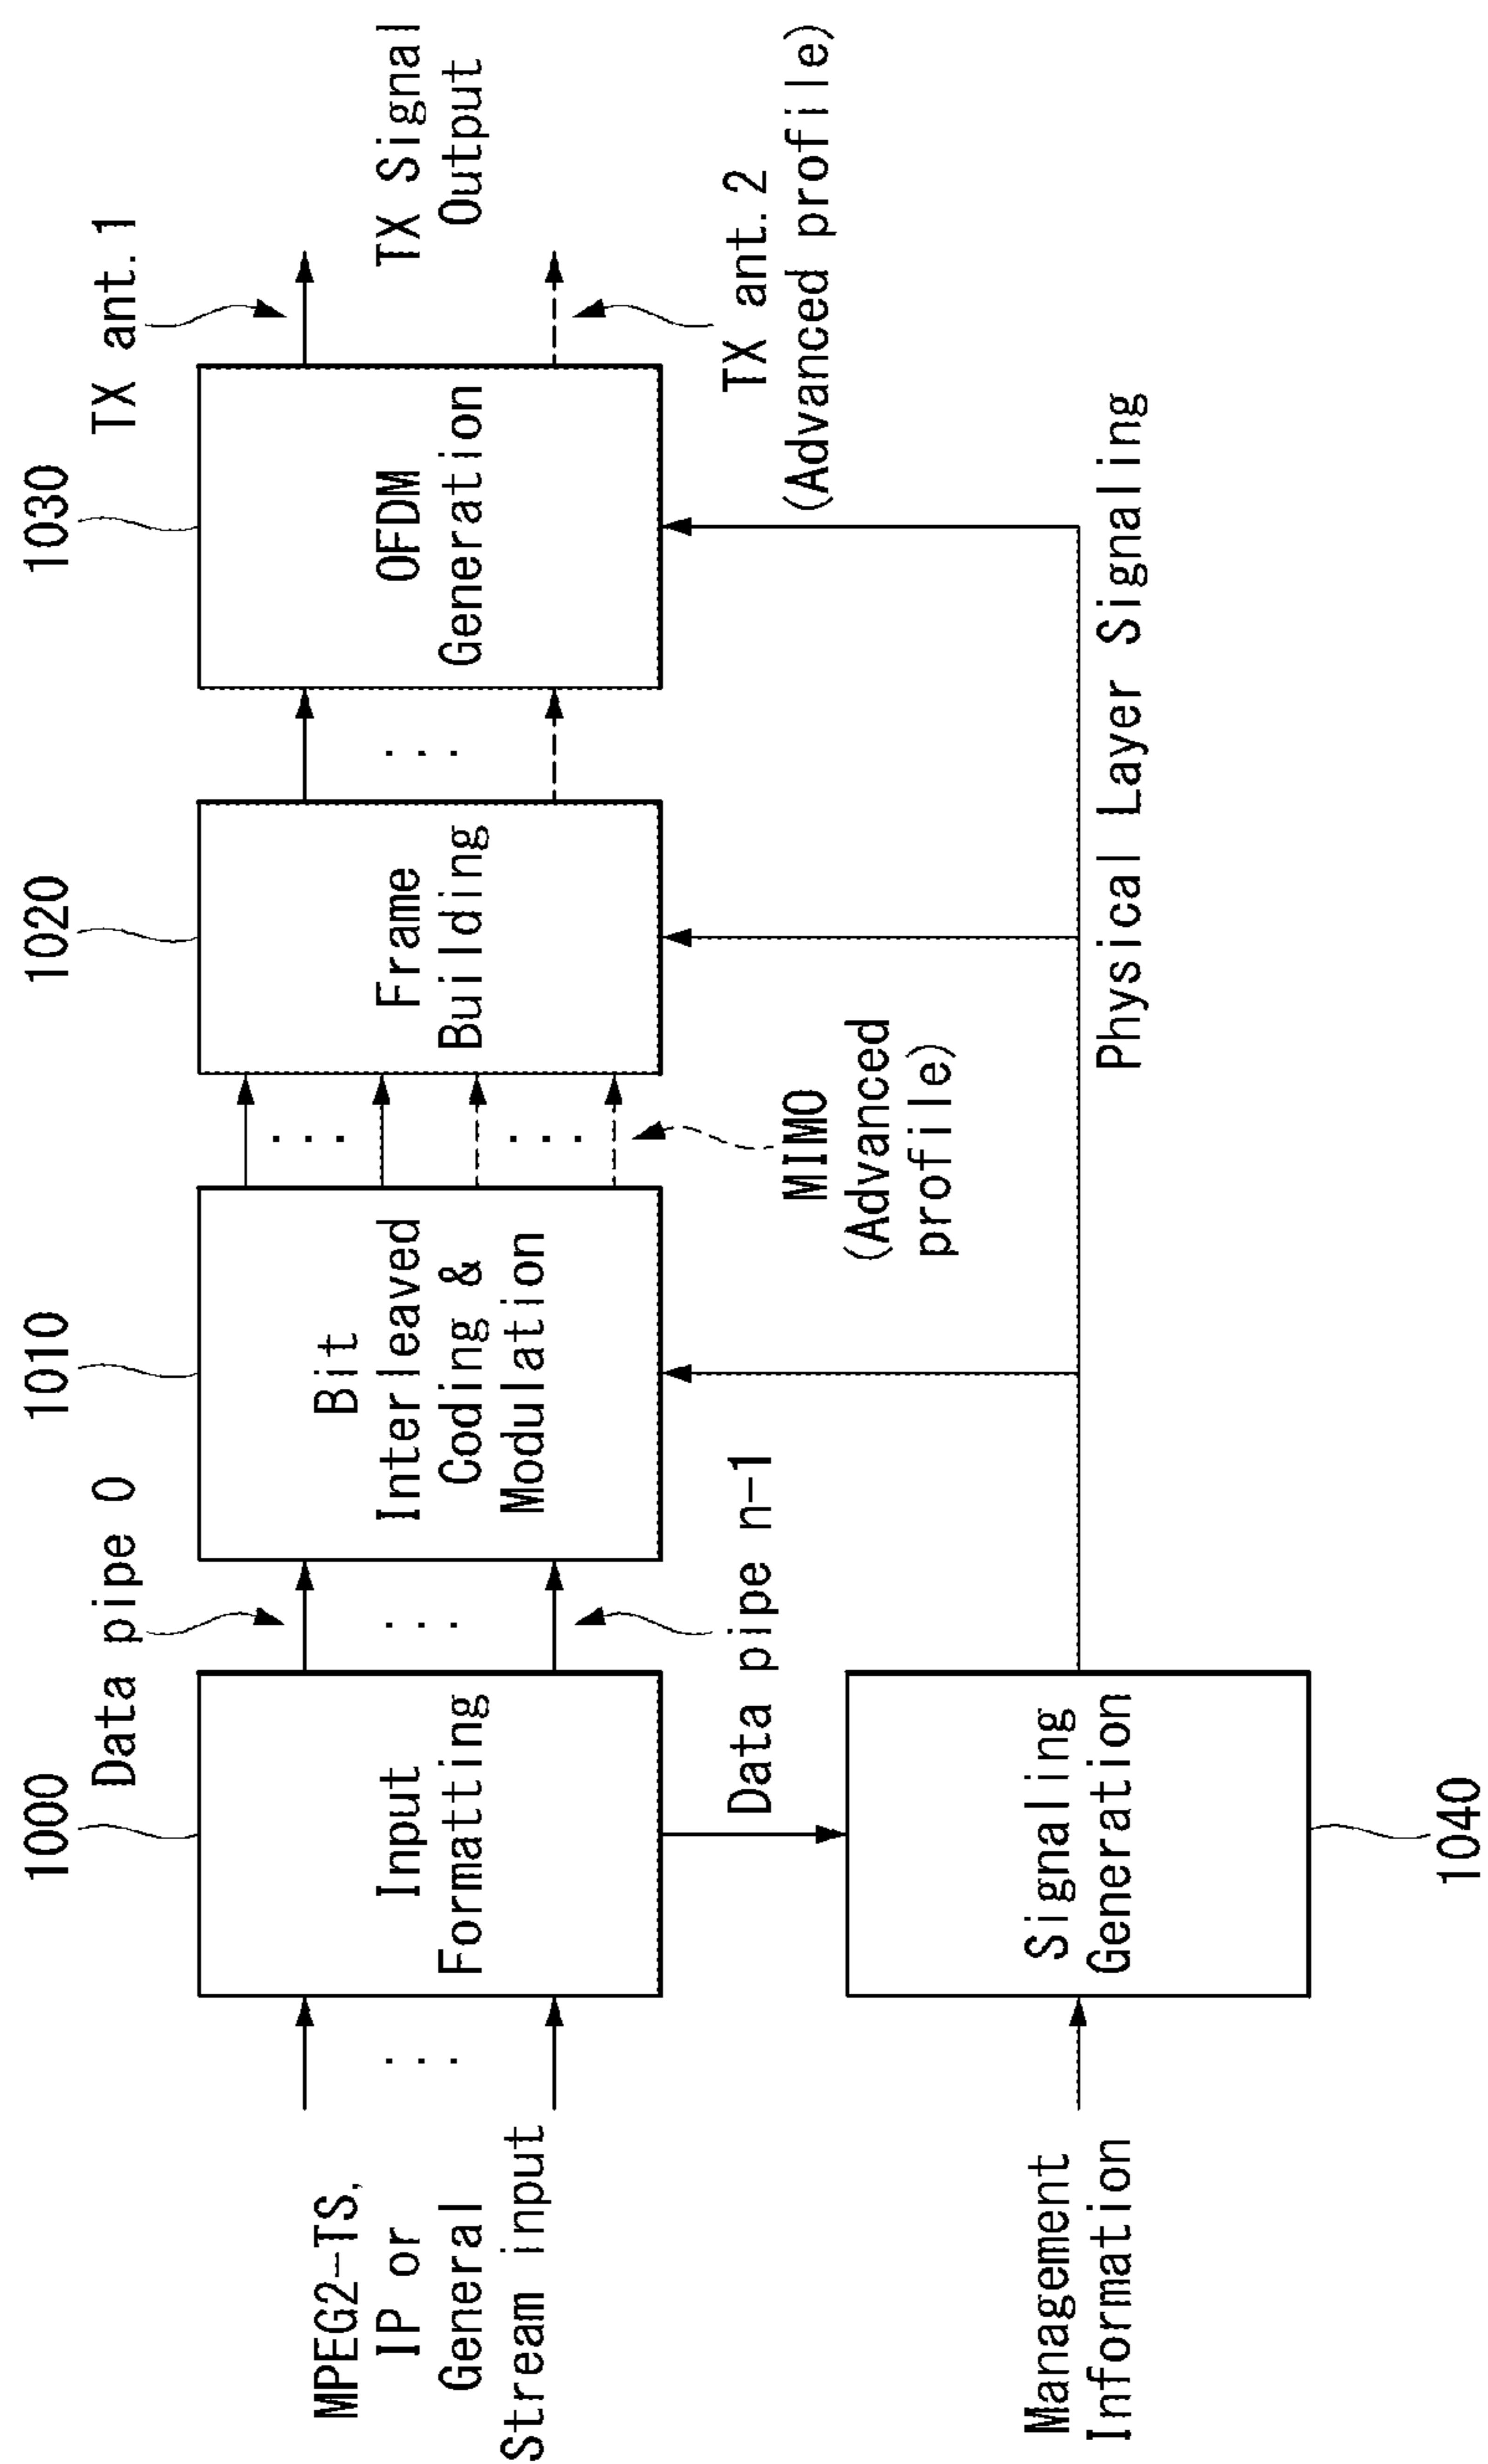 1000
1010
1020
1030
Data pipe 0
TX ant.1
MPEG2-TS,
IP or
General
Stream input
Input
Formatting
Bit
Interleaved
Coding &
Modulation
Frame
Building
OFDM
Generation
TX Signal
Output
Data pipe n-1
MIMO
(Advanced
profile)
TX ant.2
(Advanced profile)
Management
Information
Signaling
Generation
Physical Layer Signaling
1040